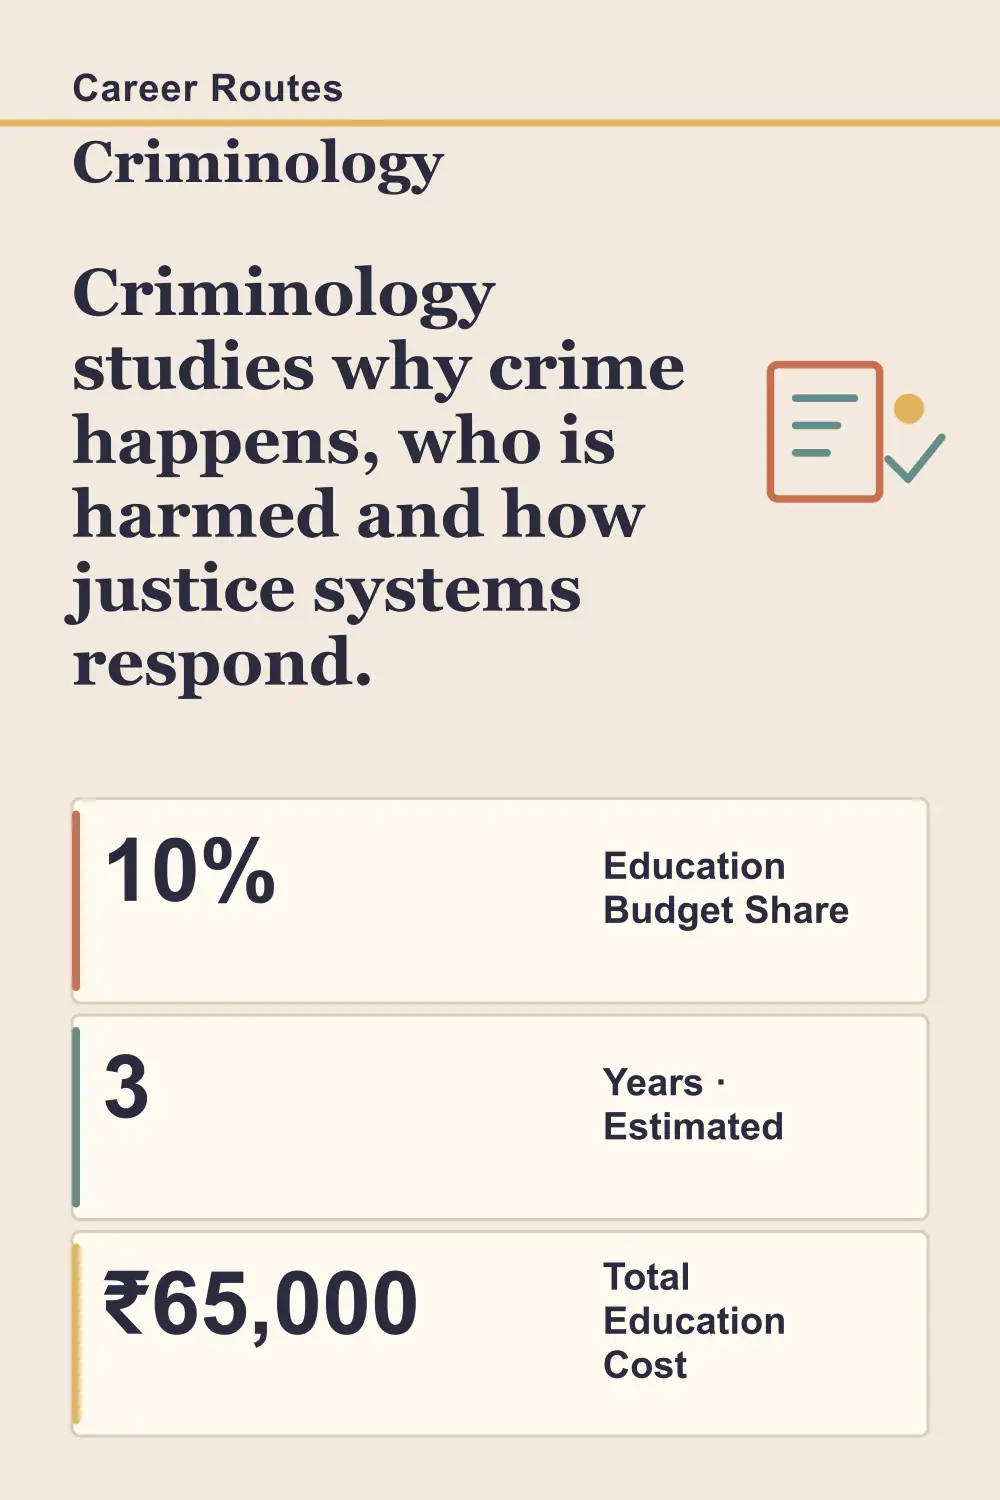 Career Routes
Criminology
Criminology
studies why crime
happens, who is
harmed and how
justice systems
respond.
10%
Education
Budget Share
3
Years ·
Estimated
₹65,000
Total
Education
Cost